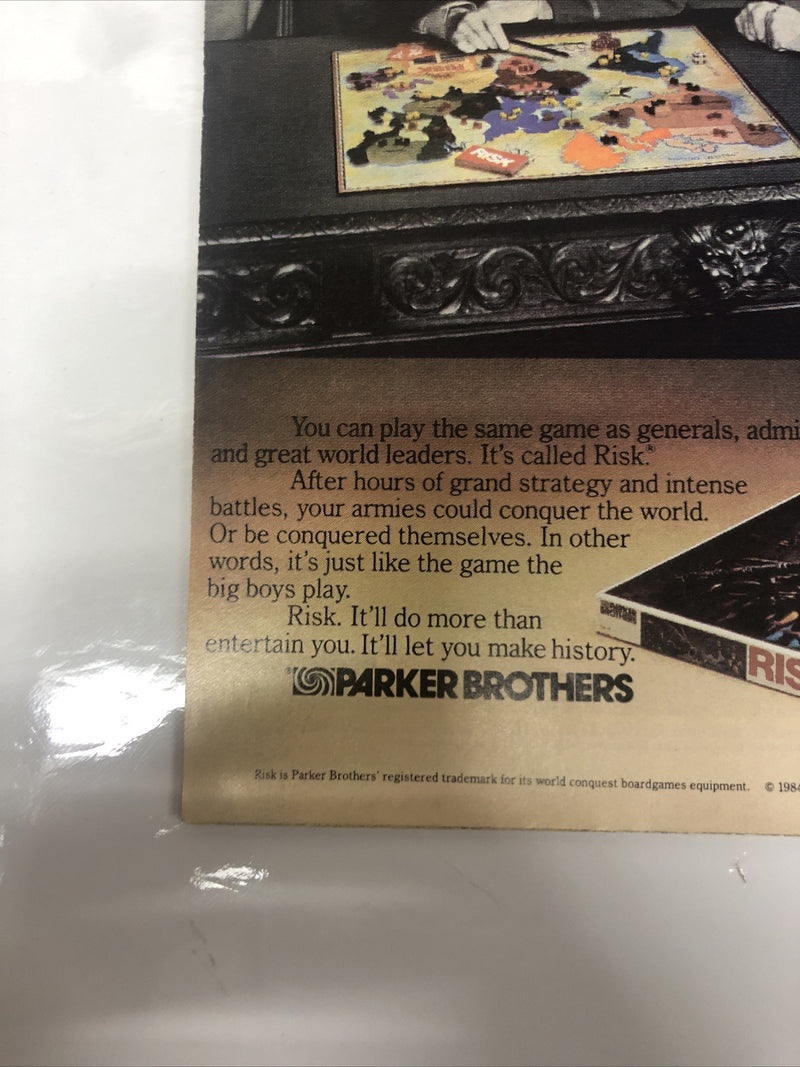 RISK
You can play the same game as generals, admi
and great world leaders. It's called Risk.®
After hours of grand strategy and intense
battles, your armies could conquer the world.
Or be conquered themselves. In other
words, it's just like the game the
big boys play.
Risk. It'll do more than
entertain you. It'll let you make history.
PARKER BROTHERS
PARKER BROTHERS
RIS
Risk is Parker Brothers' registered trademark for its world conquest boardgames equipment. © 1984